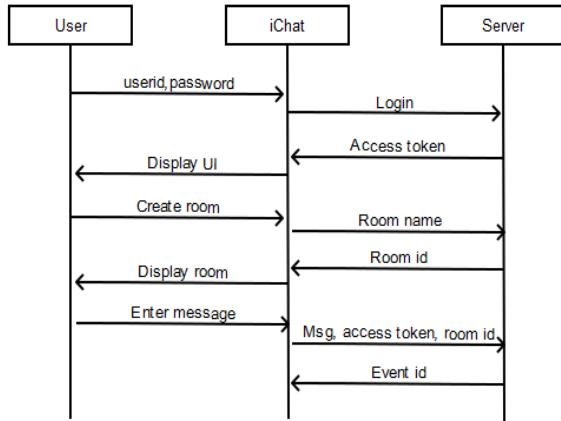 User
iChat
Server
userid,password
Login
Access token
Display UI
Create room
Room name
Room id
Display room
Enter message
Msg, access token, room id
Event id